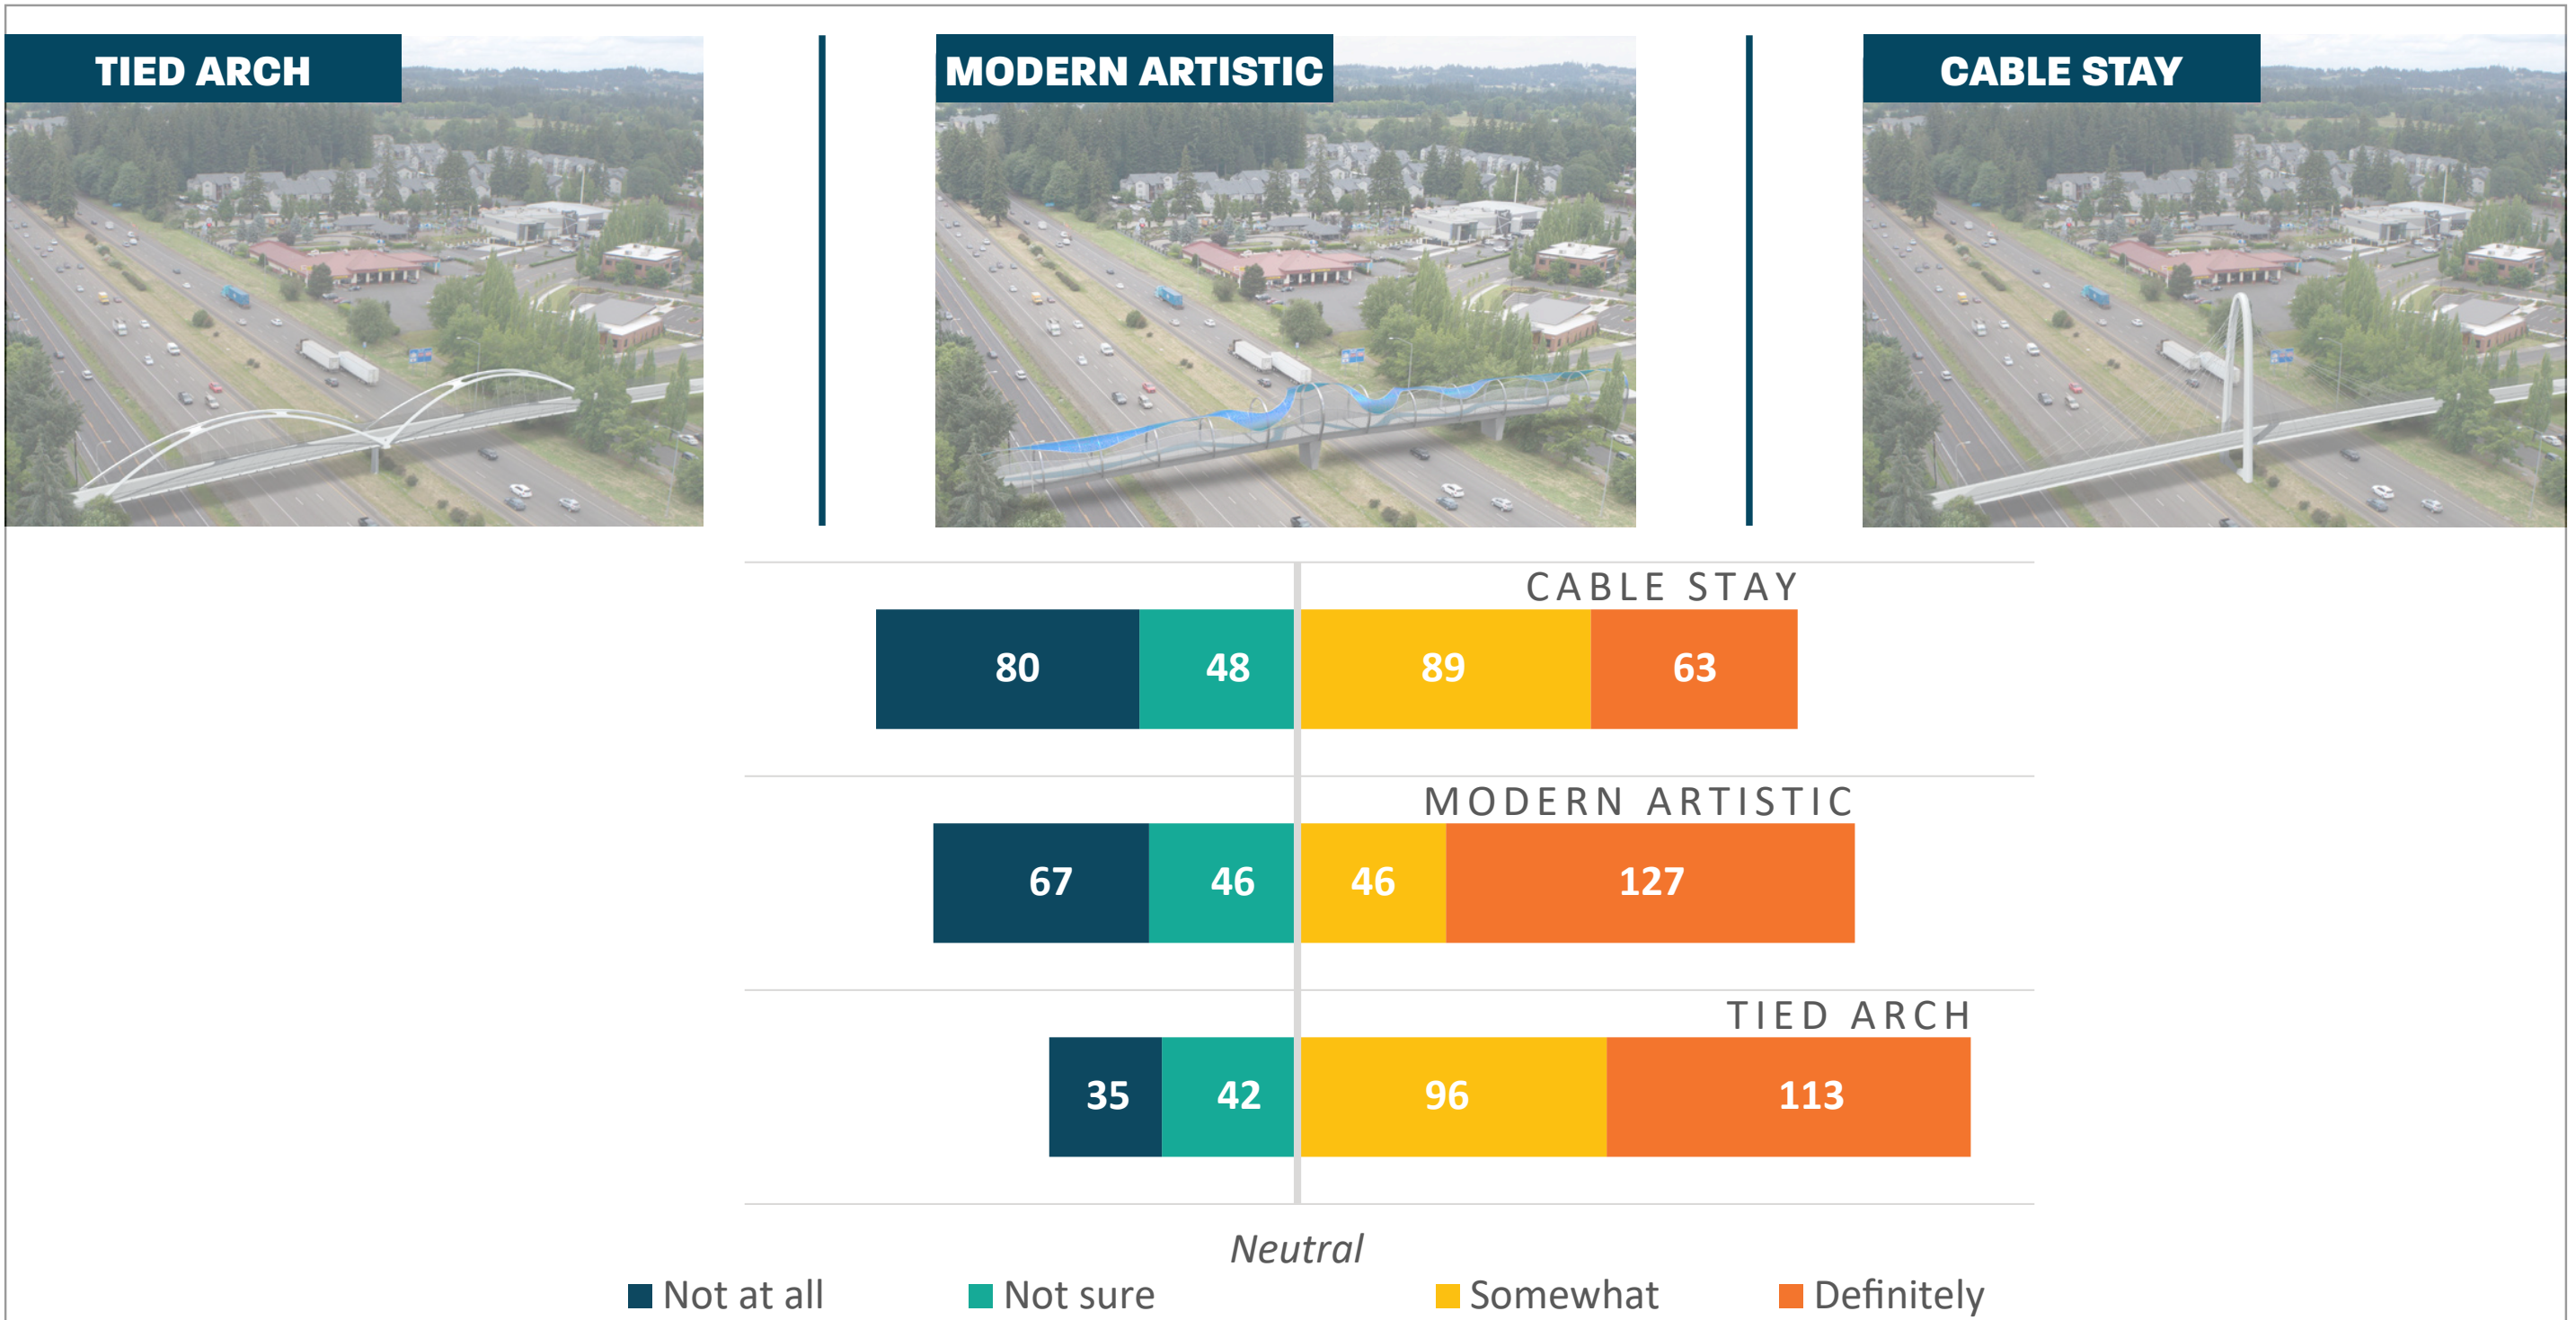 TIED ARCH
MODERN ARTISTIC
CABLE STAY
CABLE STAY
80 48 89 63
MODERN ARTISTIC
67 46 46 127
TIED ARCH
35 42 96 113
Neutral
Not at all Not sure Somewhat Definitely